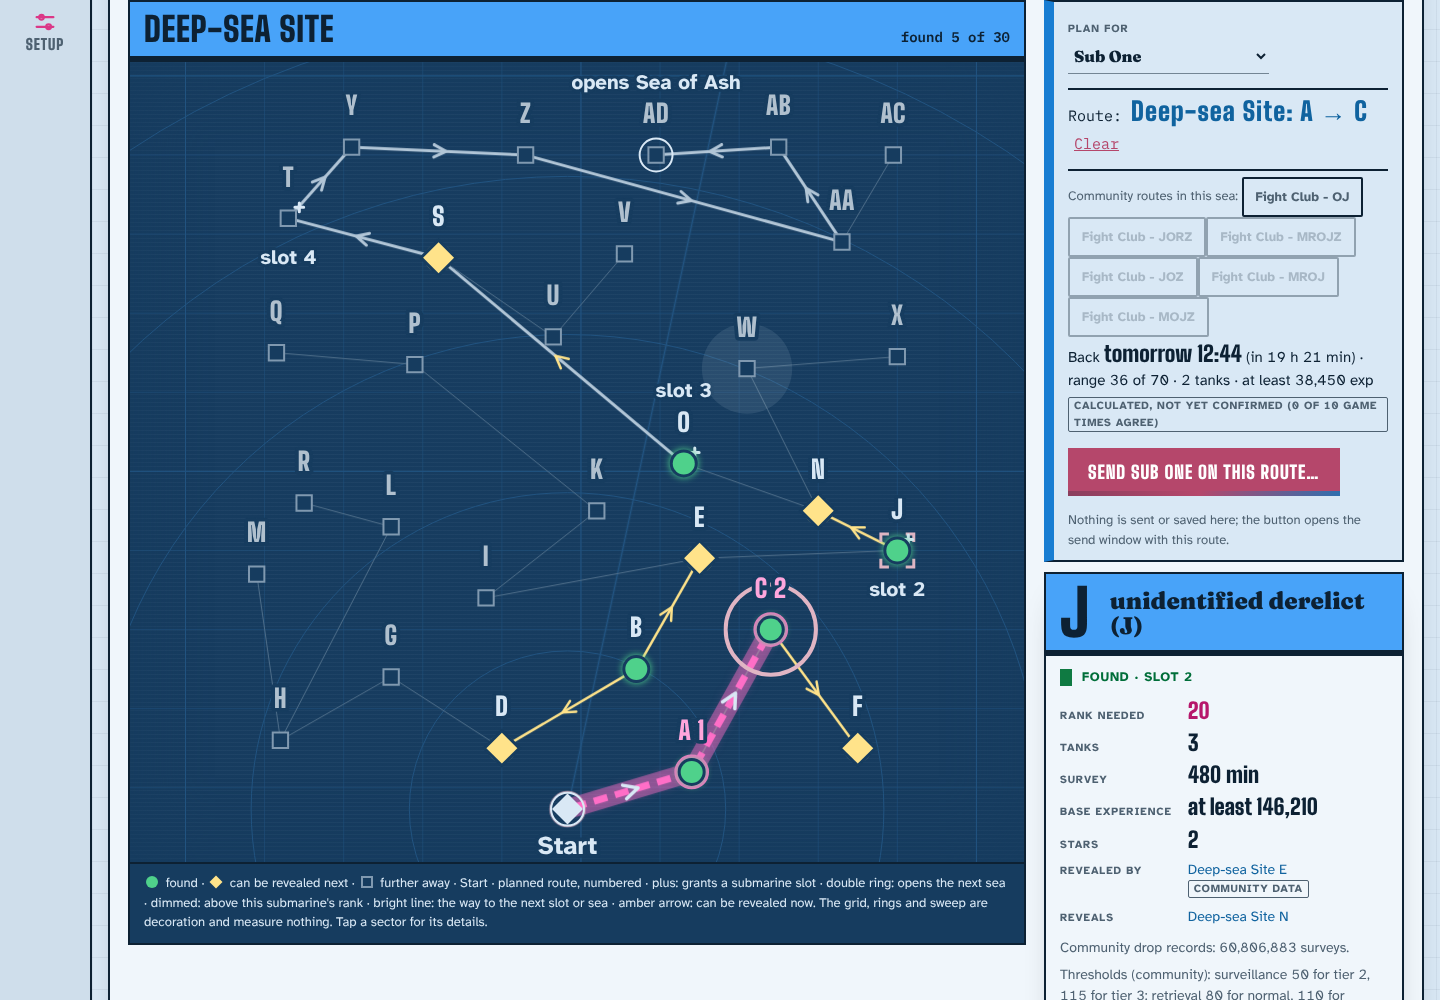 SETUP
DEEP-SEA SITE
found 5 of 30
opens Sea of Ash
Y
Z
AD
AB
AC
T
S
V
AA
slot 4
Q
P
U
W
X
slot 3
O
R
L
K
N
J
M
E
I
slot 2
C 2
G
B
H
D
A 1
F
Start
found · can be revealed next · further away · Start · planned route, numbered · plus: grants a submarine slot · double ring: opens the next sea
· dimmed: above this submarine's rank · bright line: the way to the next slot or sea · amber arrow: can be revealed now. The grid, rings and sweep are
decoration and measure nothing. Tap a sector for its details.
PLAN FOR
Sub One
Route: Deep-sea Site: A → C
Clear
Community routes in this sea: Fight Club - OJ
Fight Club - JORZ Fight Club - MROJZ
Fight Club - JOZ Fight Club - MROJ
Fight Club - MOJZ
Back tomorrow 12:44 (in 19 h 21 min) ·
range 36 of 70 · 2 tanks · at least 38,450 exp
CALCULATED, NOT YET CONFIRMED (0 OF 10 GAME
TIMES AGREE)
SEND SUB ONE ON THIS ROUTE...
Nothing is sent or saved here; the button opens the
send window with this route.
J unidentified derelict
(J)
FOUND · SLOT 2
RANK NEEDED 20
TANKS 3
SURVEY 480 min
BASE EXPERIENCE at least 146,210
STARS 2
REVEALED BY Deep-sea Site E
COMMUNITY DATA
REVEALS Deep-sea Site N
Community drop records: 60,806,883 surveys.
Thresholds (community): surveillance 50 for tier 2,
115 for tier 3; retrieval 80 for normal, 110 for